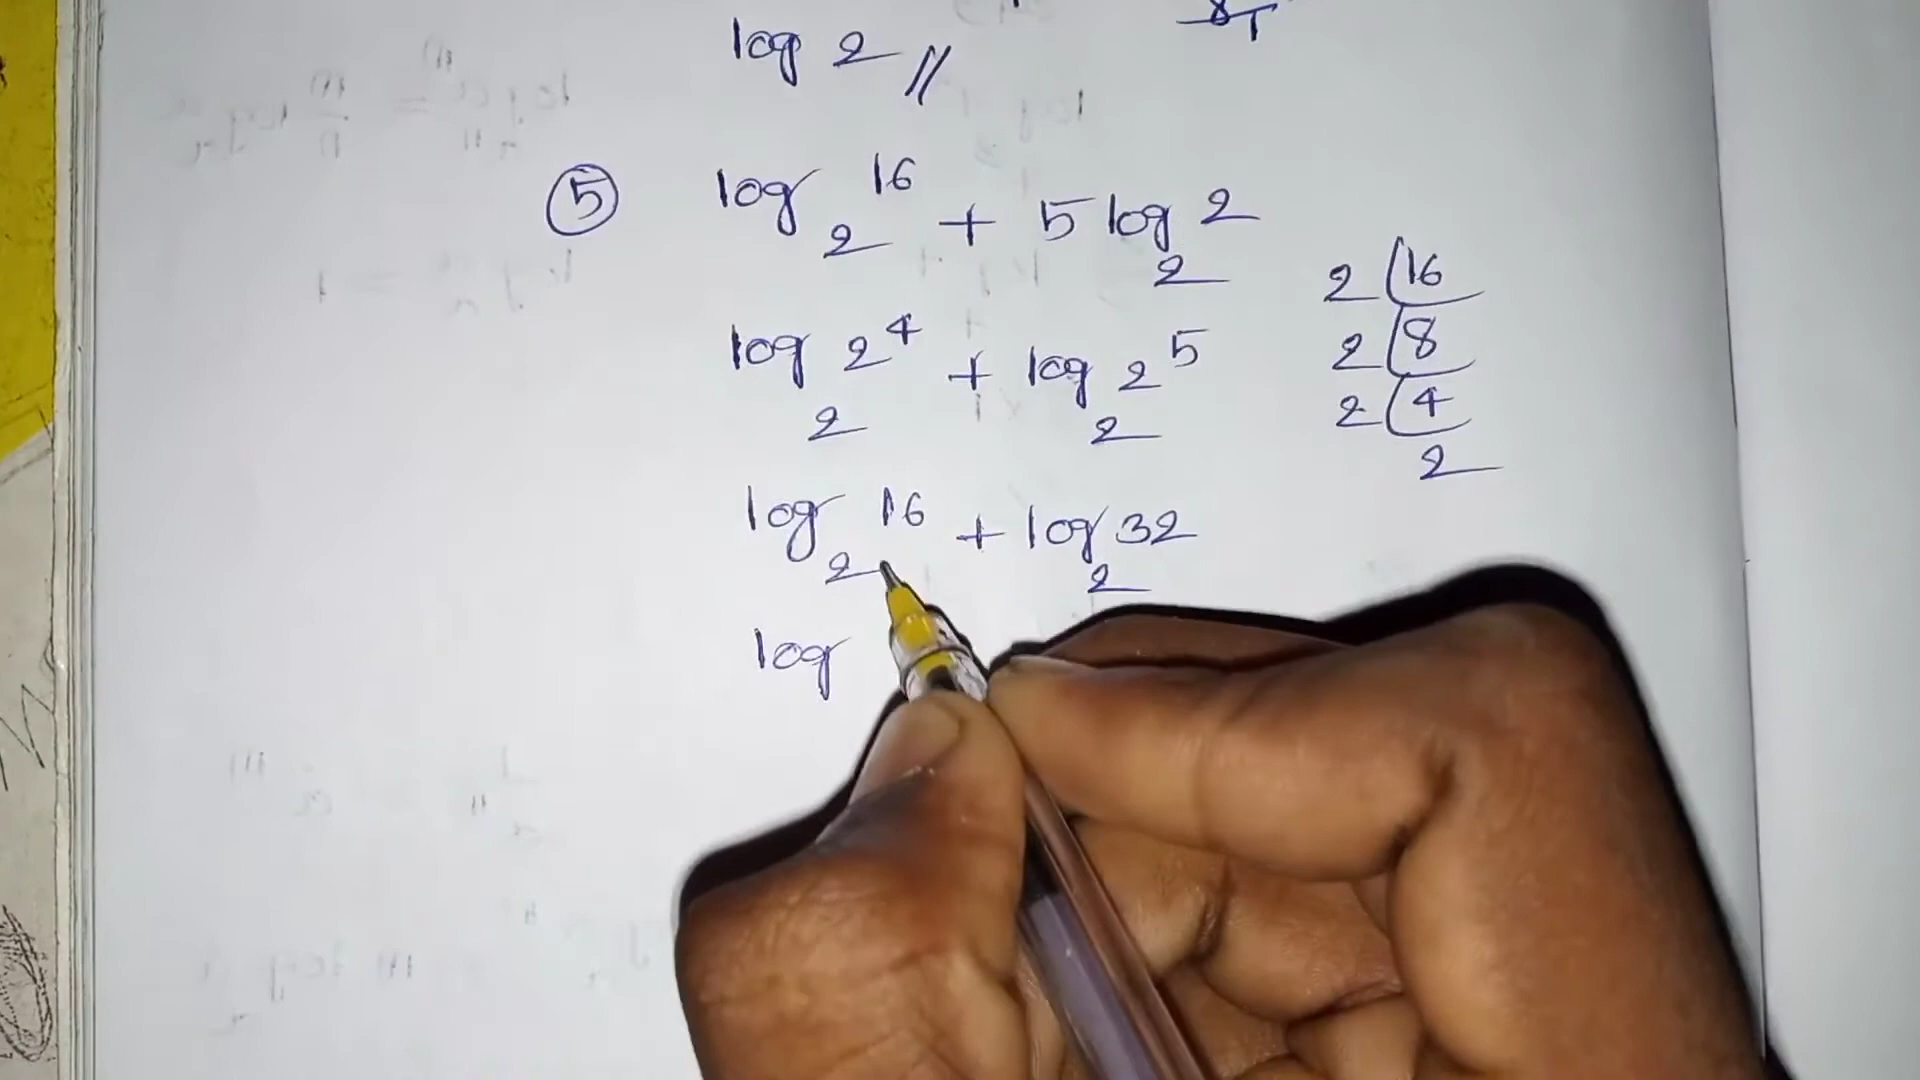 log 2 //
⑤ log₂ 16 + 5 log₂ 2
log₂ 2⁴ + log₂ 2⁵
log₂ 16 + log₂ 32
log
2 16
2 8
2 4
2